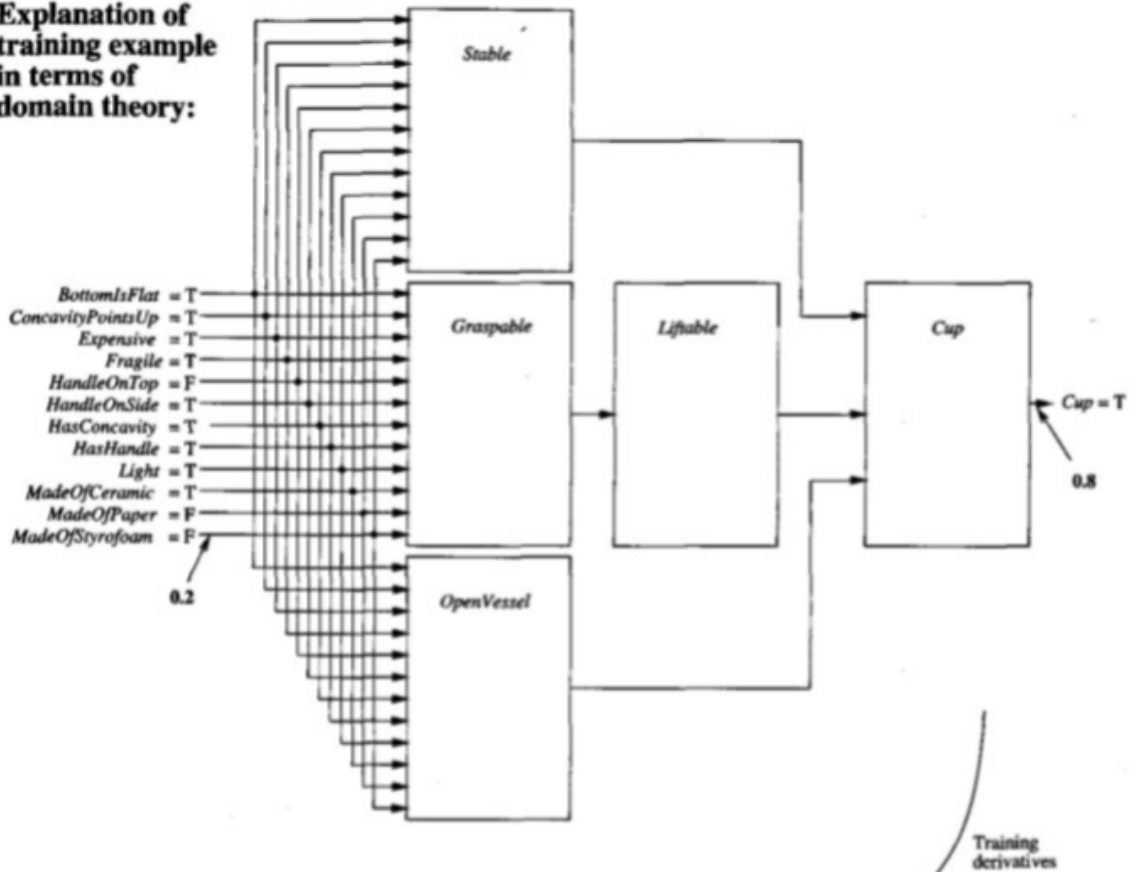 Explanation of
training example
in terms of
domain theory:
Stable
BottomIsFlat = T
ConcavityPointsUp = T
Expensive = T
Fragile = T
HandleOnTop = F
HandleOnSide = T
HasConcavity = T
HasHandle = T
Light = T
MadeOfCeramic = T
MadeOfPaper = F
MadeOfStyrofoam = F
0.2
Graspable
Liftable
Cup
Cup = T
0.8
OpenVessel
Training
derivatives